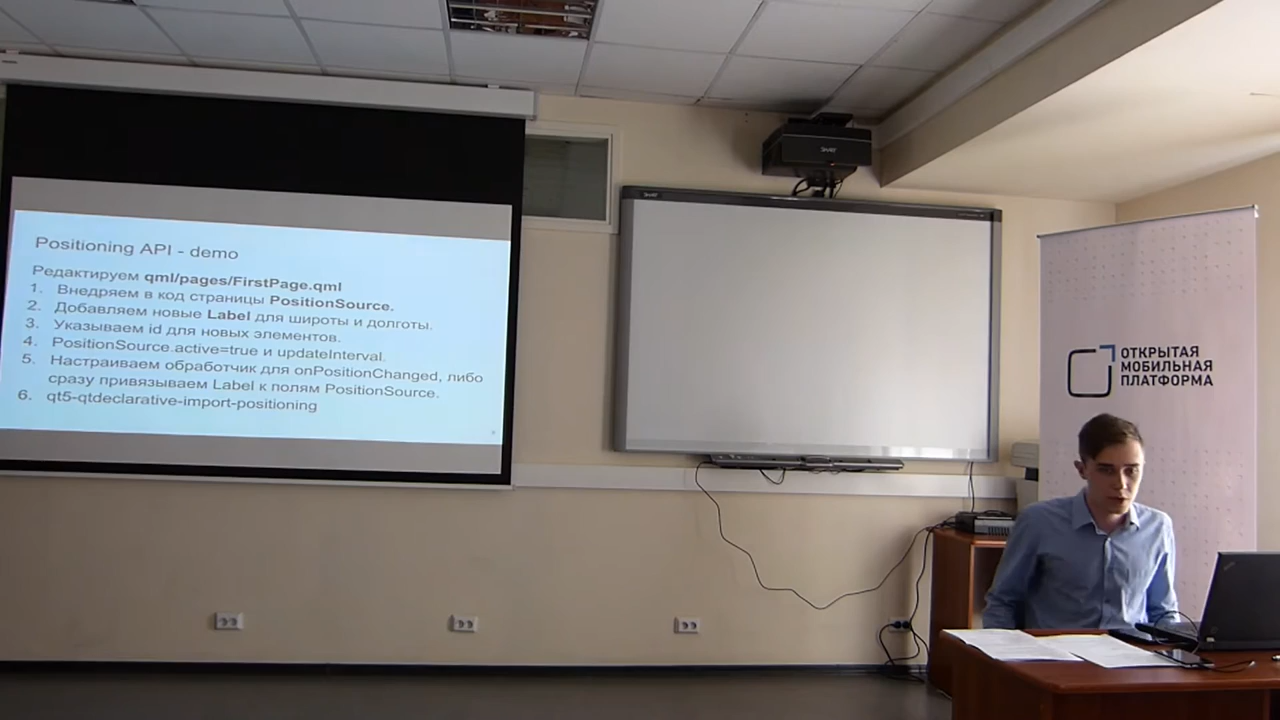 Positioning API - demo
Редактируем qml/pages/FirstPage.qml
1. Внедряем в код страницы PositionSource.
2. Добавляем новые Label для широты и долготы.
3. Указываем id для новых элементов.
4. PositionSource.active=true и updateInterval.
5. Настраиваем обработчик для onPositionChanged, либо
сразу привязываем Label к полям PositionSource.
6. qt5-qtdeclarative-import-positioning
SMART
ОТКРЫТАЯ
МОБИЛЬНАЯ
ПЛАТФОРМА